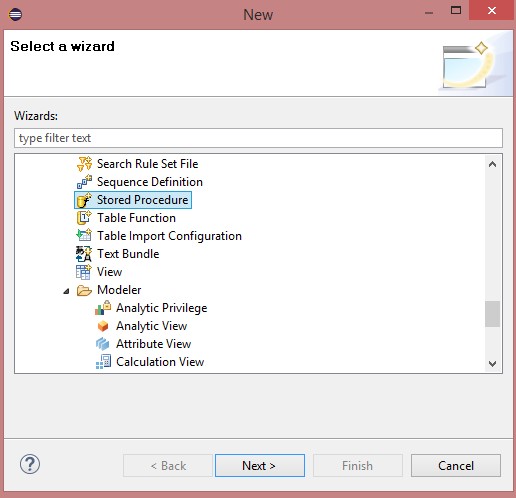 New
Select a wizard
Wizards:
type filter text
Search Rule Set File
Sequence Definition
Stored Procedure
Table Function
Table Import Configuration
Text Bundle
View
Modeler
Analytic Privilege
Analytic View
Attribute View
Calculation View
?
< Back
Next >
Finish
Cancel